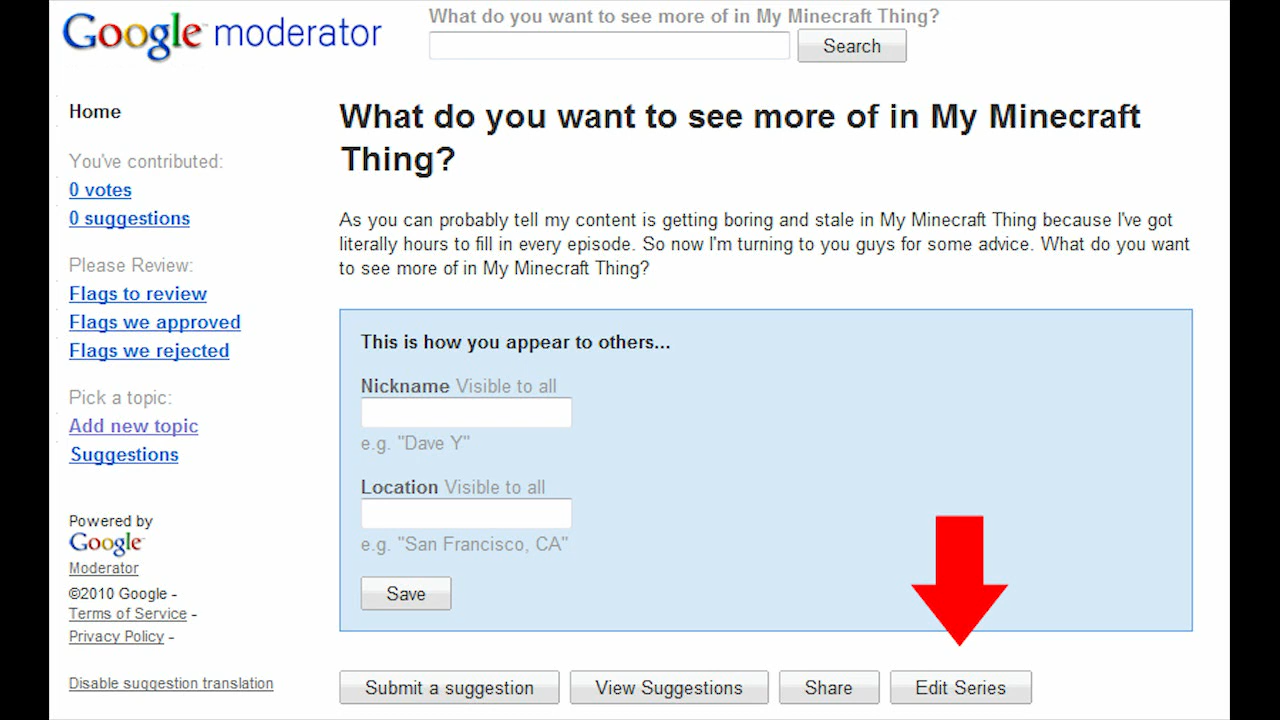 Google™ moderator
What do you want to see more of in My Minecraft Thing?
Search
Home
You've contributed:
0 votes
0 suggestions
Please Review:
Flags to review
Flags we approved
Flags we rejected
Pick a topic:
Add new topic
Suggestions
Powered by
Google™
Moderator
©2010 Google -
Terms of Service -
Privacy Policy -
Disable suggestion translation
What do you want to see more of in My Minecraft
Thing?
As you can probably tell my content is getting boring and stale in My Minecraft Thing because I've got
literally hours to fill in every episode. So now I'm turning to you guys for some advice. What do you want
to see more of in My Minecraft Thing?
This is how you appear to others...
Nickname Visible to all
e.g. "Dave Y"
Location Visible to all
e.g. "San Francisco, CA"
Save
Submit a suggestion
View Suggestions
Share
Edit Series